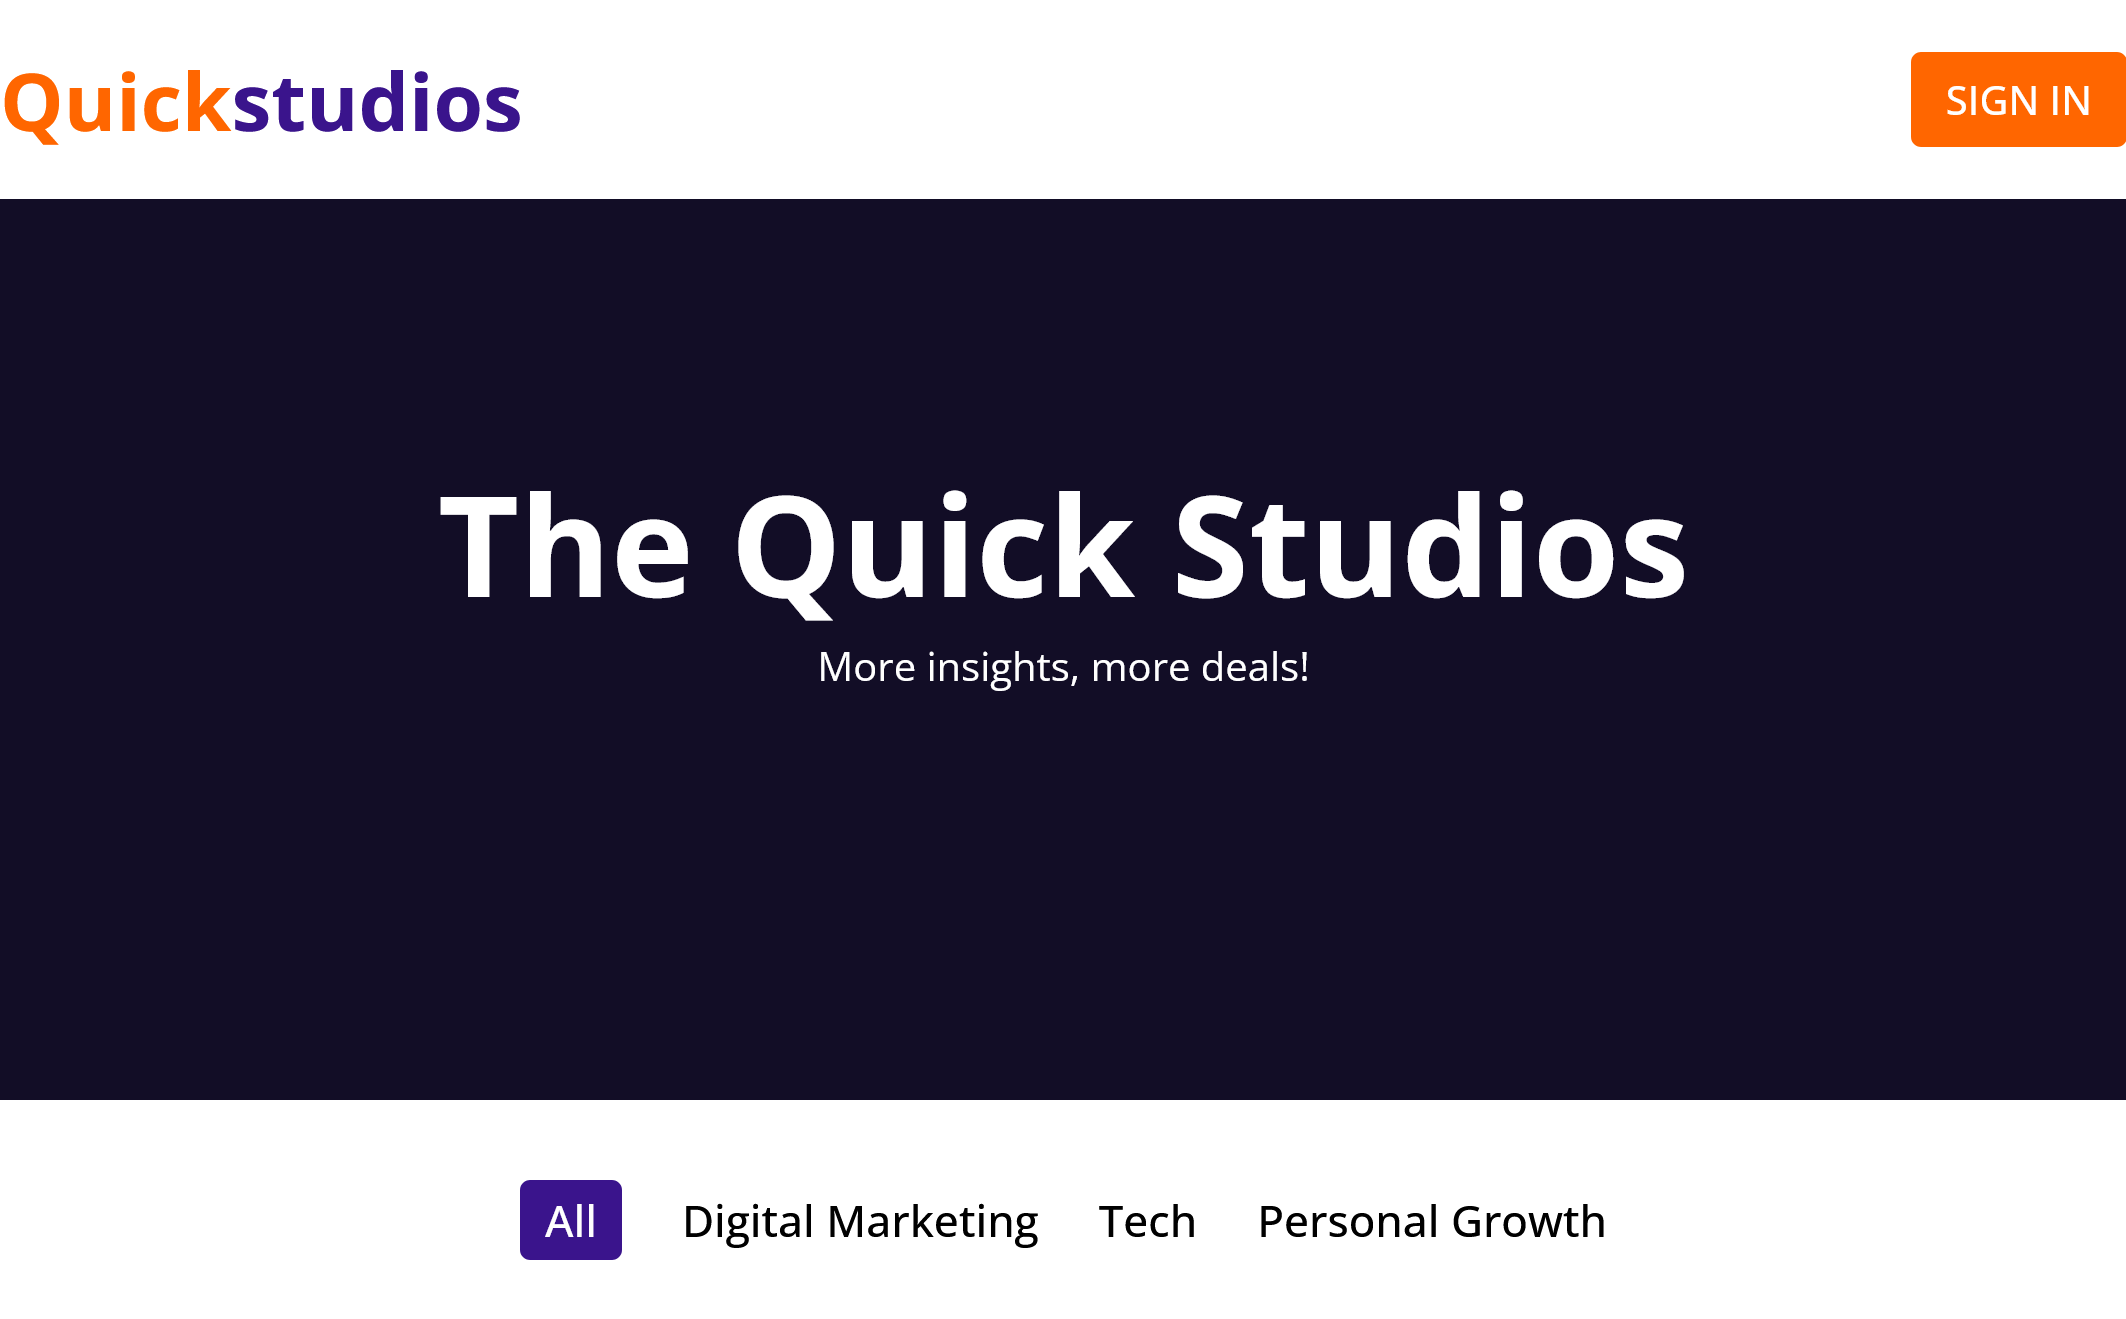 Quickstudios
SIGN IN
The Quick Studios
More insights, more deals!
All
Digital Marketing
Tech
Personal Growth